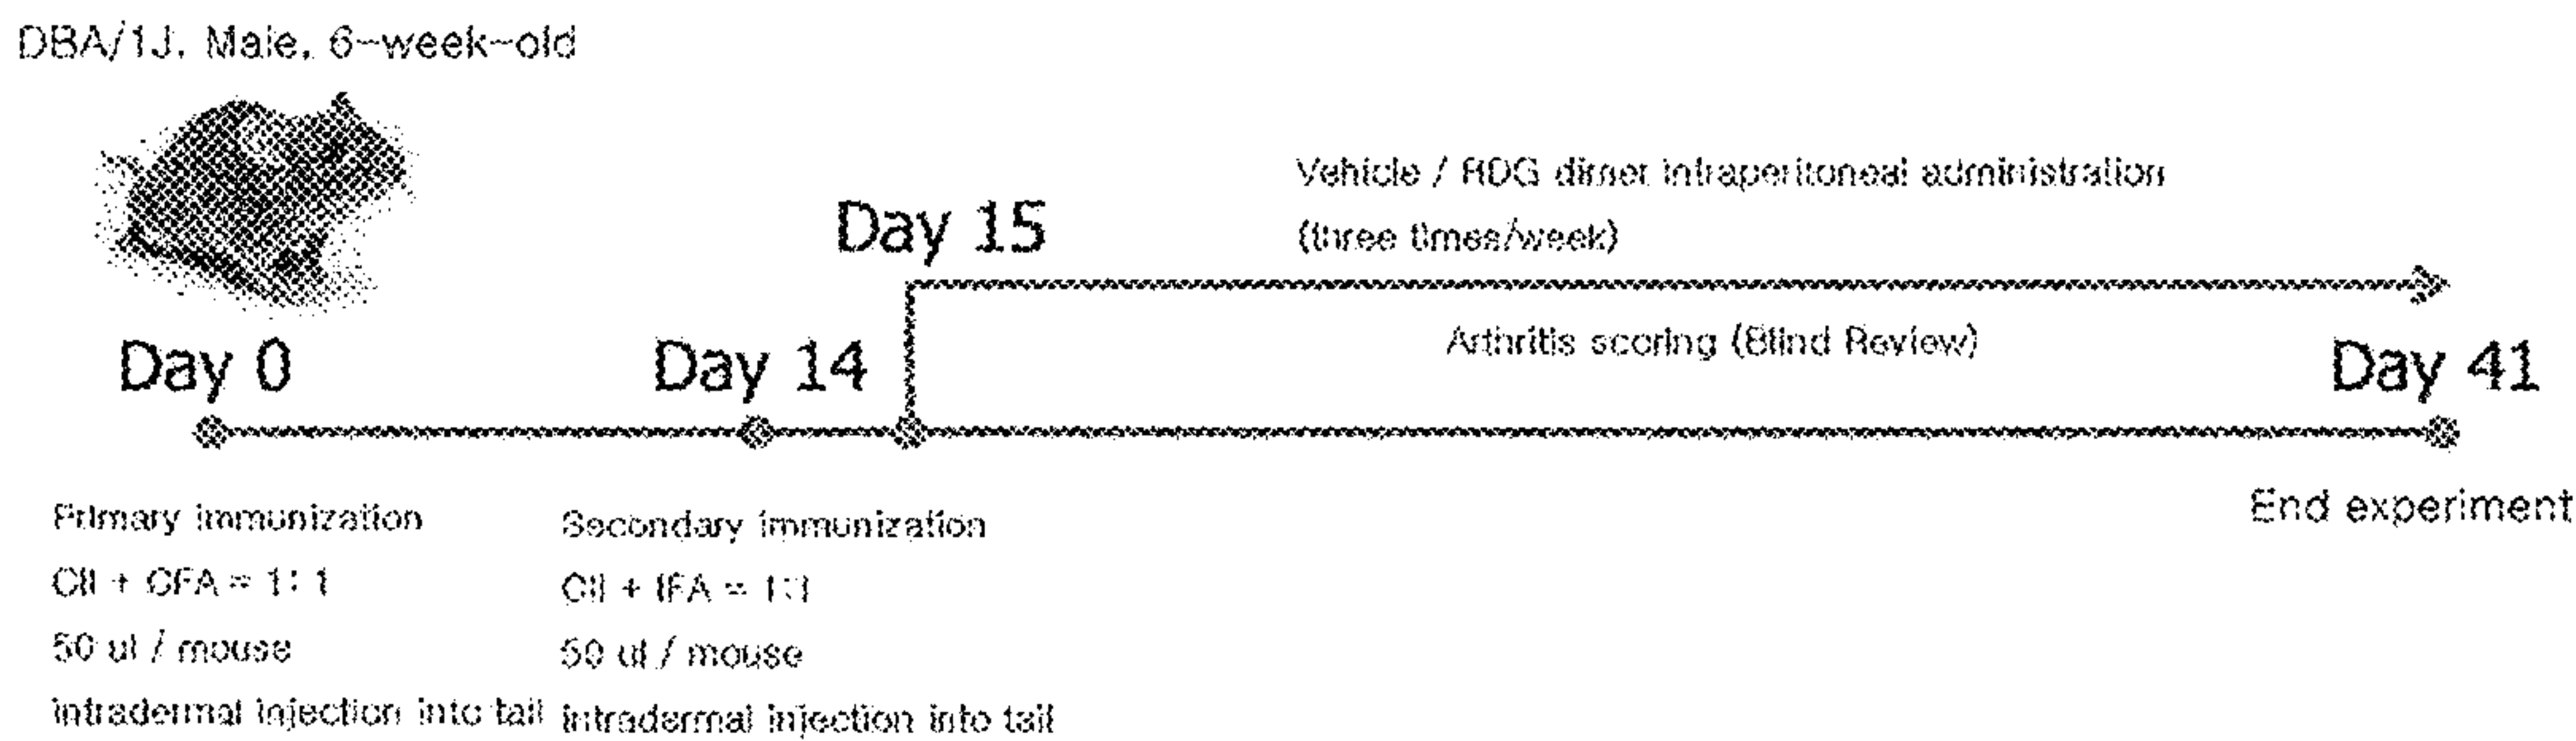 DBA/1J. Male, 6-week-old
Vehicle / RDG dimer intraperitoneal administration
(three times/week)
Day 15
Arthritis scoring (Blind Review)
Day 0
Day 14
Day 41
End experiment
Primary immunization
CII + CFA = 1: 1
50 ul / mouse
intradermal injection into tail
Secondary immunization
CII + IFA = 1:1
50 ul / mouse
intradermal injection into tail